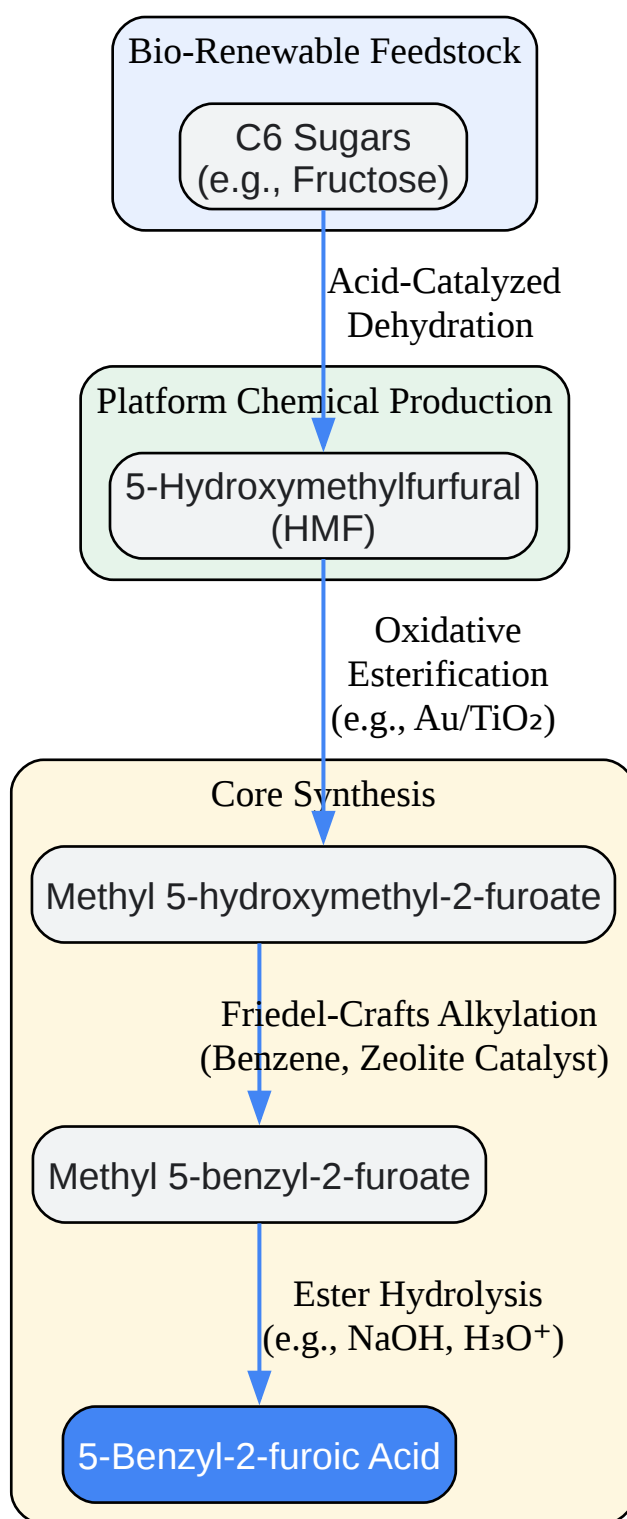 Bio-Renewable Feedstock
C6 Sugars
(e.g., Fructose)
Acid-Catalyzed
Dehydration
Platform Chemical Production
5-Hydroxymethylfurfural
(HMF)
Oxidative
Esterification
(e.g., Au/TiO₂)
Core Synthesis
Methyl 5-hydroxymethyl-2-furoate
Friedel-Crafts Alkylation
(Benzene, Zeolite Catalyst)
Methyl 5-benzyl-2-furoate
Ester Hydrolysis
(e.g., NaOH, H₃O⁺)
5-Benzyl-2-furoic Acid